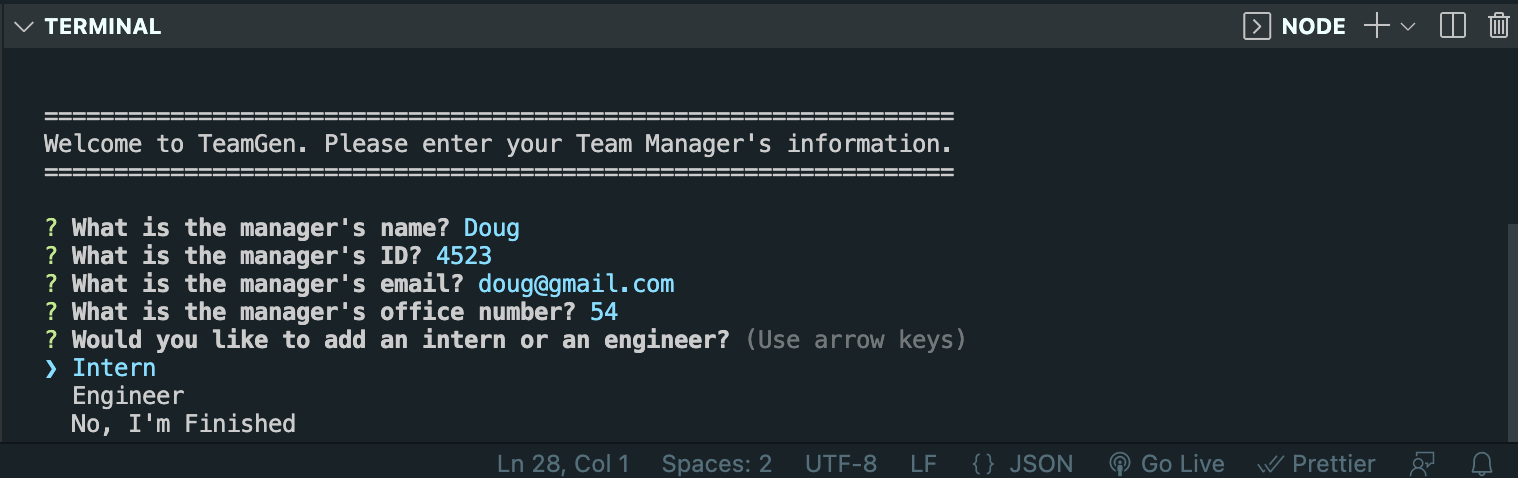 TERMINAL NODE
=================================================================
Welcome to TeamGen. Please enter your Team Manager's information.
=================================================================
? What is the manager's name? Doug
? What is the manager's ID? 4523
? What is the manager's email? doug@gmail.com
? What is the manager's office number? 54
? Would you like to add an intern or an engineer? (Use arrow keys)
❯ Intern
Engineer
No, I'm Finished
Ln 28, Col 1 Spaces: 2 UTF-8 LF {} JSON Go Live Prettier